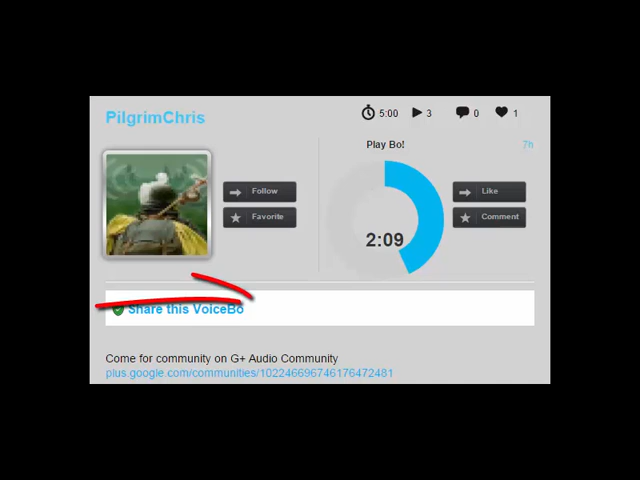 PilgrimChris
5:00 3 0 1
Play Bo! 7h
Follow
Favorite
Like
Comment
2:09
Share this VoiceBo
Come for community on G+ Audio Community
plus.google.com/communities/102246696746176472481